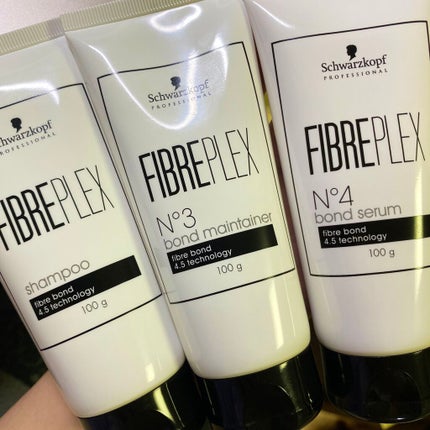 Schwarzkopf
PROFESSIONAL
FIBREPLEX
shampoo
fibre bond
4.5 technology
100 g
Schwarzkopf
PROFESSIONAL
FIBREPLEX
N°3
bond maintainer
fibre bond
4.5 technology
100 g
Schwarzkopf
PROFESSIONAL
FIBREPLEX
N°4
bond serum
fibre bond
4.5 technology
100 g